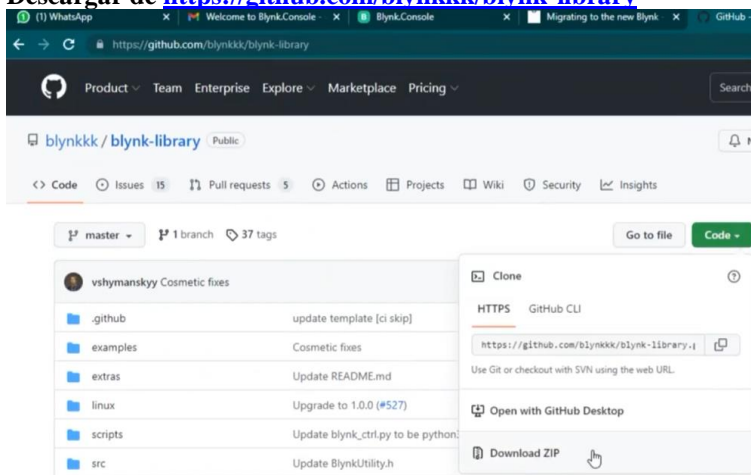 Descargar de https://github.com/blynkkk/blynk-library
(1) WhatsApp Welcome to Blynk.Console - Blynk.Console Migrating to the new Blynk GitHub -
https://github.com/blynkkk/blynk-library
Product Team Enterprise Explore Marketplace Pricing Search
blynkkk / blynk-library Public
Code Issues 15 Pull requests 5 Actions Projects Wiki Security Insights
master 1 branch 37 tags Go to file Code
vshymanskyy Cosmetic fixes
Clone
HTTPS GitHub CLI
.github update template [ci skip]
examples Cosmetic fixes
https://github.com/blynkkk/blynk-library.
extras Update README.md
Use Git or checkout with SVN using the web URL.
linux Upgrade to 1.0.0 (#527)
Open with GitHub Desktop
scripts Update blynk_ctrl.py to be python
Download ZIP
src Update BlynkUtility.h